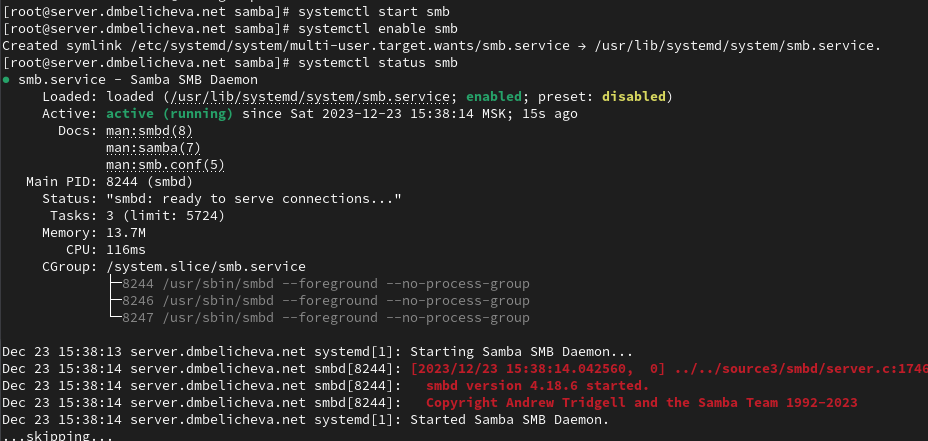 [root@server.dmbelicheva.net samba]# systemctl start smb
[root@server.dmbelicheva.net samba]# systemctl enable smb
Created symlink /etc/systemd/system/multi-user.target.wants/smb.service → /usr/lib/systemd/system/smb.service.
[root@server.dmbelicheva.net samba]# systemctl status smb
● smb.service - Samba SMB Daemon
     Loaded: loaded (/usr/lib/systemd/system/smb.service; enabled; preset: disabled)
     Active: active (running) since Sat 2023-12-23 15:38:14 MSK; 15s ago
       Docs: man:smbd(8)
             man:samba(7)
             man:smb.conf(5)
   Main PID: 8244 (smbd)
     Status: "smbd: ready to serve connections..."
      Tasks: 3 (limit: 5724)
     Memory: 13.7M
        CPU: 116ms
     CGroup: /system.slice/smb.service
             ├─8244 /usr/sbin/smbd --foreground --no-process-group
             ├─8246 /usr/sbin/smbd --foreground --no-process-group
             └─8247 /usr/sbin/smbd --foreground --no-process-group

Dec 23 15:38:13 server.dmbelicheva.net systemd[1]: Starting Samba SMB Daemon...
Dec 23 15:38:14 server.dmbelicheva.net smbd[8244]: [2023/12/23 15:38:14.042560,  0] ../../source3/smbd/server.c:1746
Dec 23 15:38:14 server.dmbelicheva.net smbd[8244]:   smbd version 4.18.6 started.
Dec 23 15:38:14 server.dmbelicheva.net smbd[8244]:   Copyright Andrew Tridgell and the Samba Team 1992-2023
Dec 23 15:38:14 server.dmbelicheva.net systemd[1]: Started Samba SMB Daemon.
...skipping...